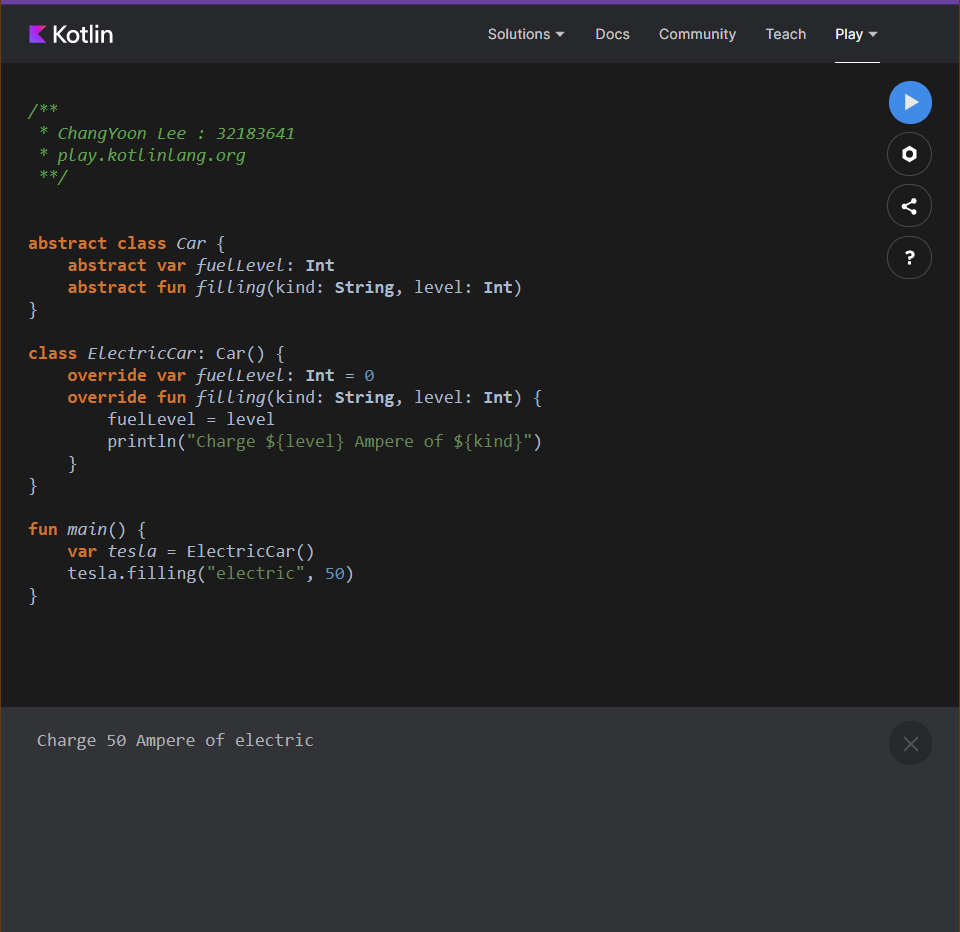 Kotlin
Solutions Docs Community Teach Play
/**
 * ChangYoon Lee : 32183641
 * play.kotlinlang.org
 **/
abstract class Car {
    abstract var fuelLevel: Int
    abstract fun filling(kind: String, level: Int)
}
class ElectricCar: Car() {
    override var fuelLevel: Int = 0
    override fun filling(kind: String, level: Int) {
        fuelLevel = level
        println("Charge ${level} Ampere of ${kind}")
    }
}
fun main() {
    var tesla = ElectricCar()
    tesla.filling("electric", 50)
}
?
Charge 50 Ampere of electric